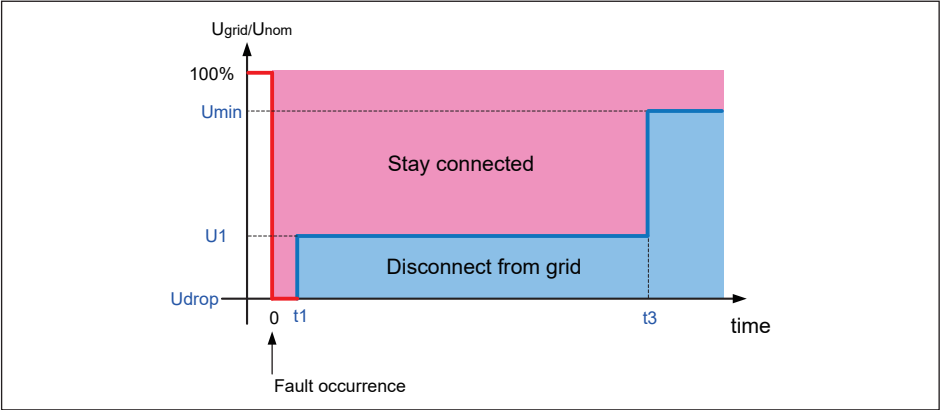 Ugrid/Unom
100%
Umin
Stay connected
U1
Disconnect from grid
Udrop
0
t1
t3
time
Fault occurrence